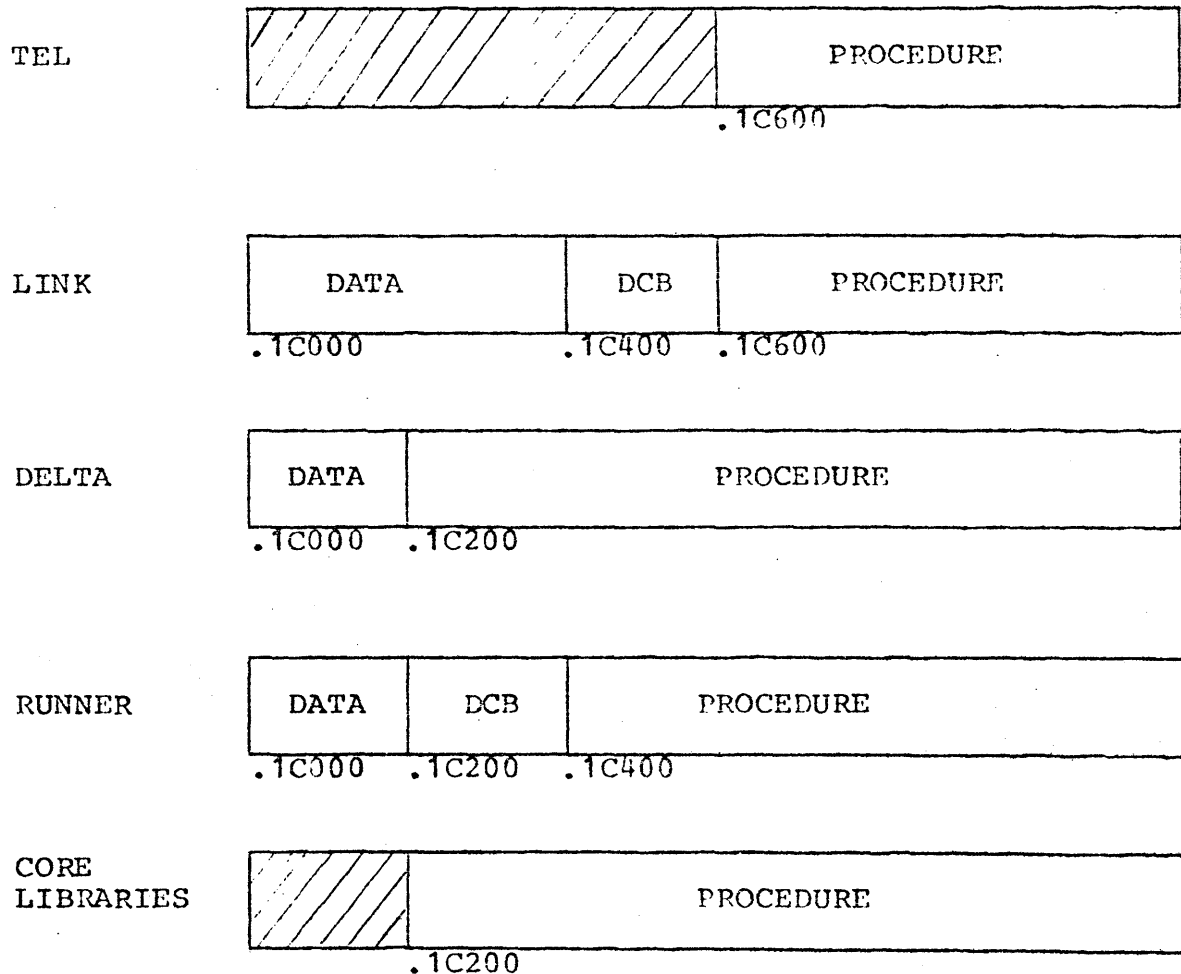 TEL PROCEDURE
.1C600
LINK DATA DCB PROCEDURE
.1C000 .1C400 .1C600
DELTA DATA PROCEDURE
.1C000 .1C200
RUNNER DATA DCB PROCEDURE
.1C000 .1C200 .1C400
CORE
LIBRARIES PROCEDURE
.1C200